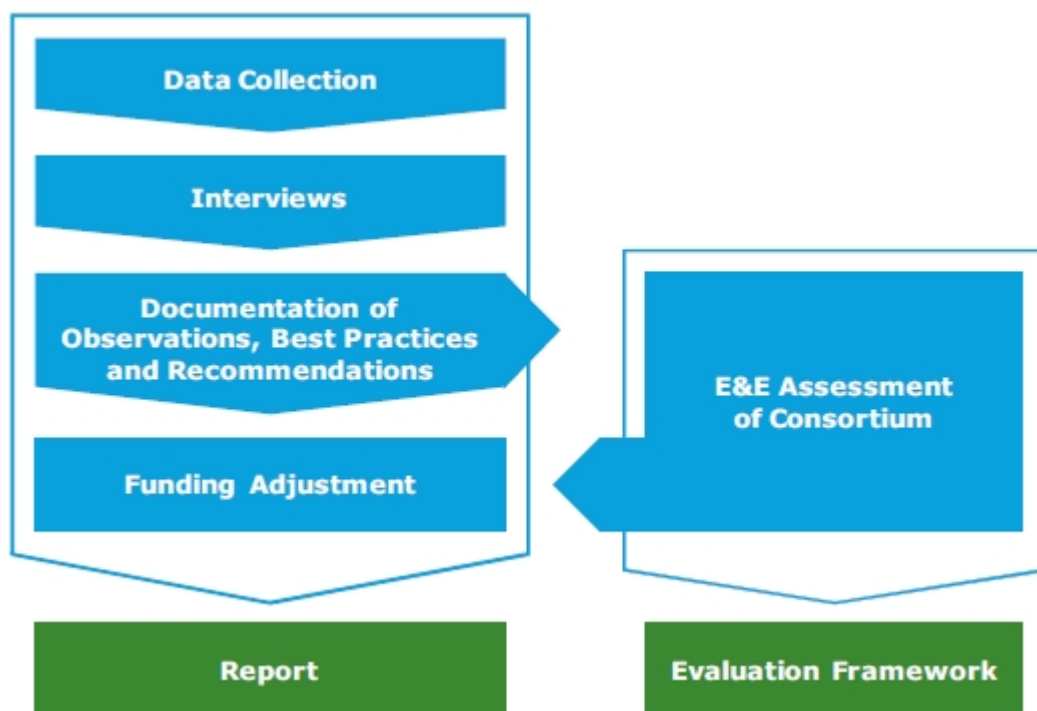 Data Collection
Interviews
Documentation of
Observations, Best Practices
and Recommendations
Funding Adjustment
Report
E&E Assessment
of Consortium
Evaluation Framework